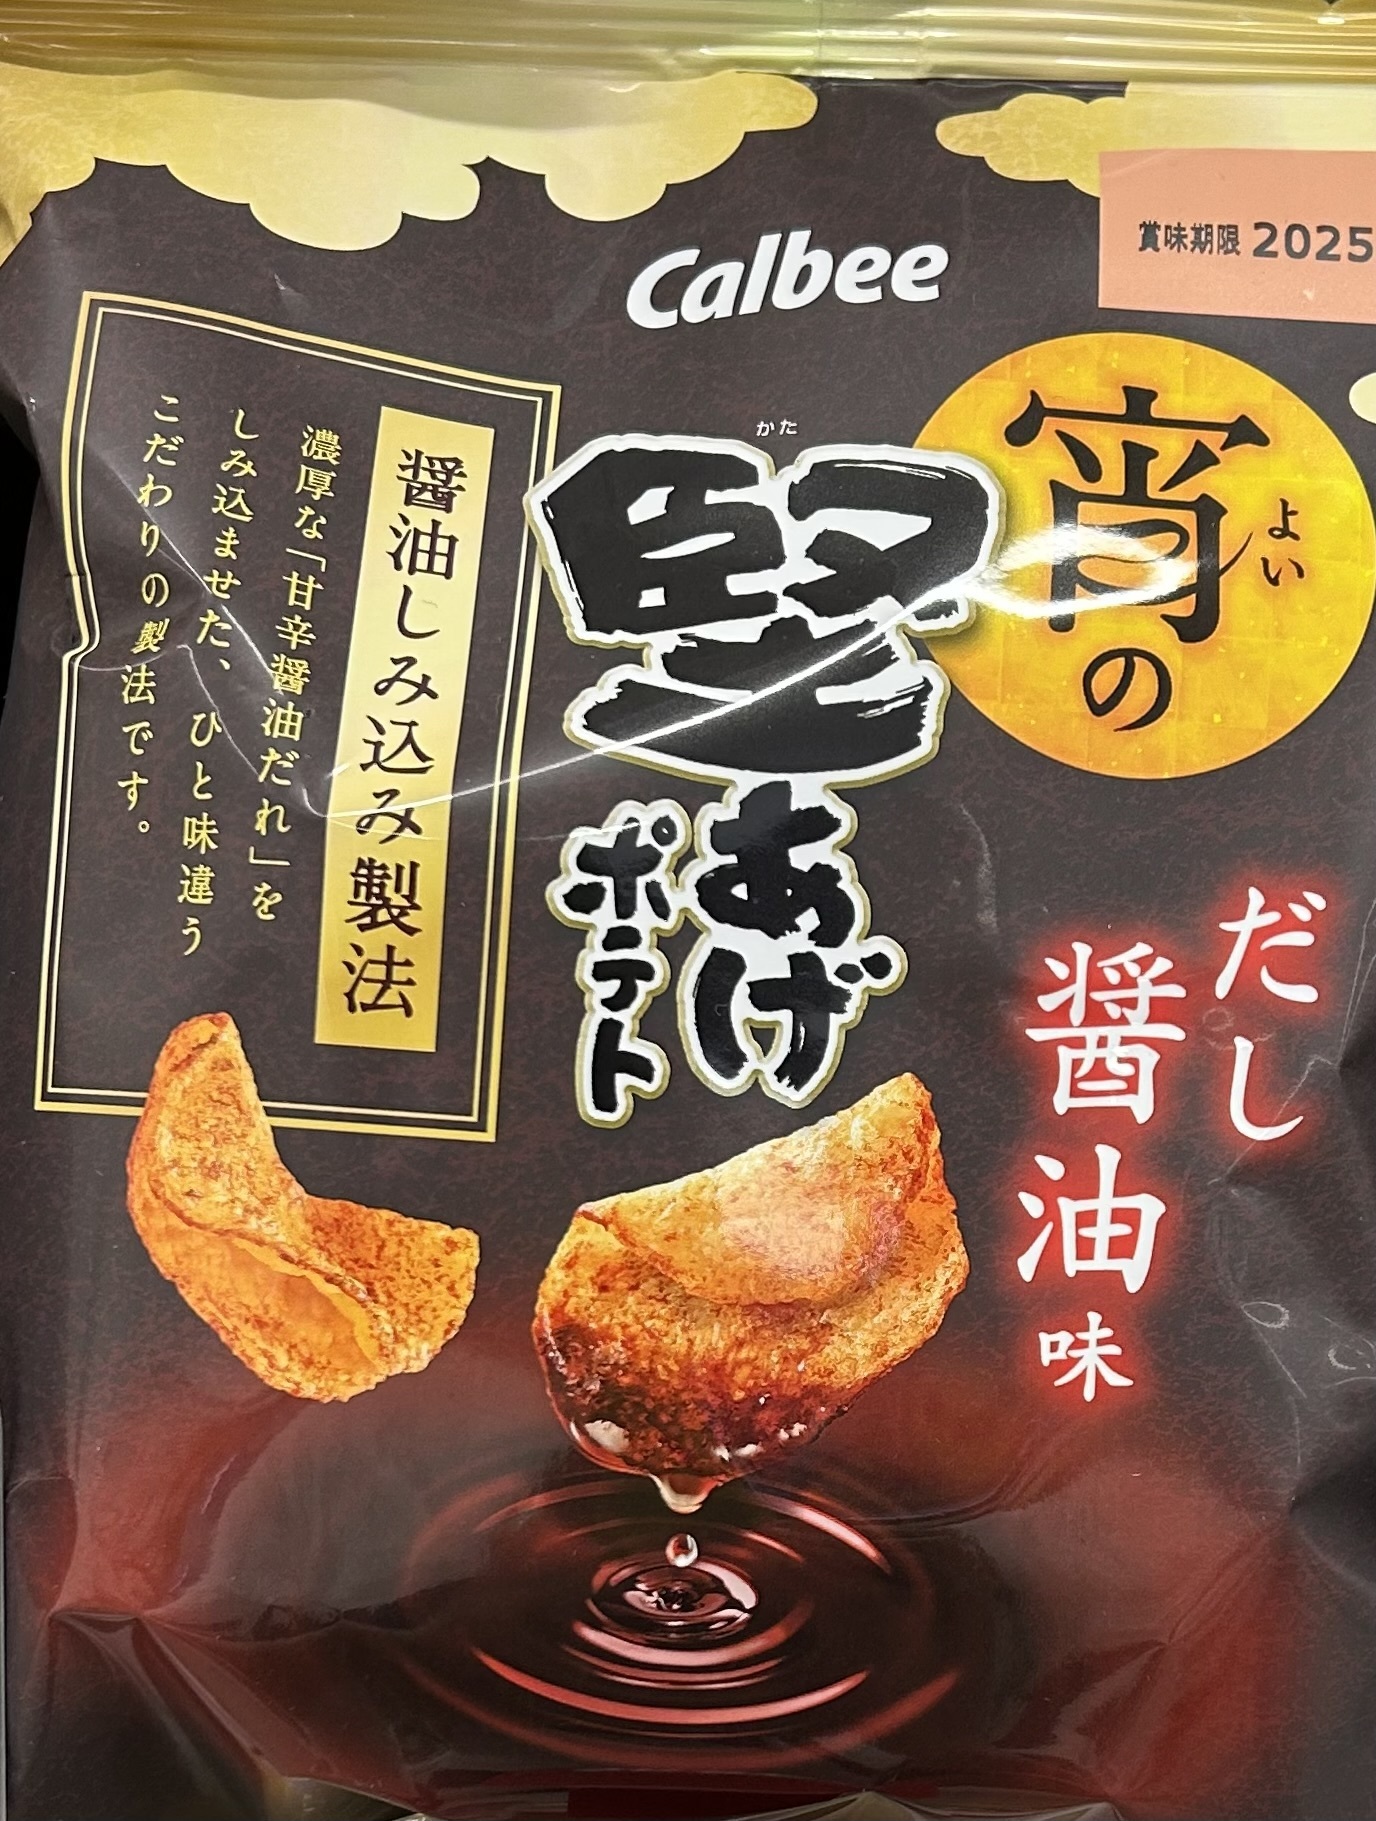 Calbee
賞味期限 2025
宵の
よい
かた
堅あげ
ポテト
だし
醤油味
醤油しみ込み製法
濃厚な「甘辛醤油だれ」を
しみ込ませた、ひと味違う
こだわりの製法です。